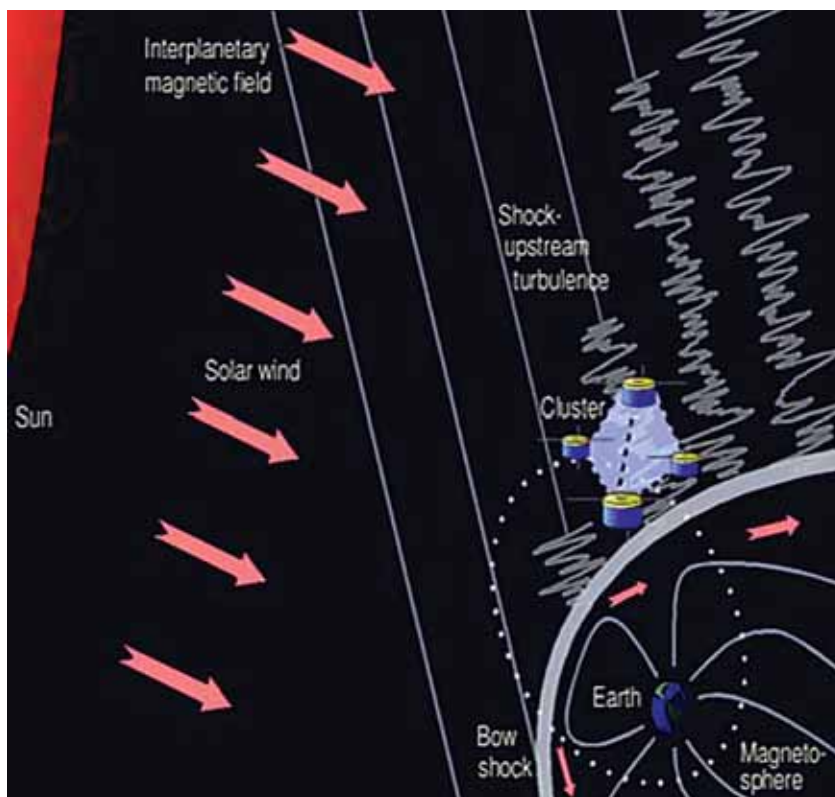 Interplanetary
magnetic field
Shock-
upstream
turbulence
Solar wind
Sun
Cluster
Earth
Bow
shock
Magneto-
sphere